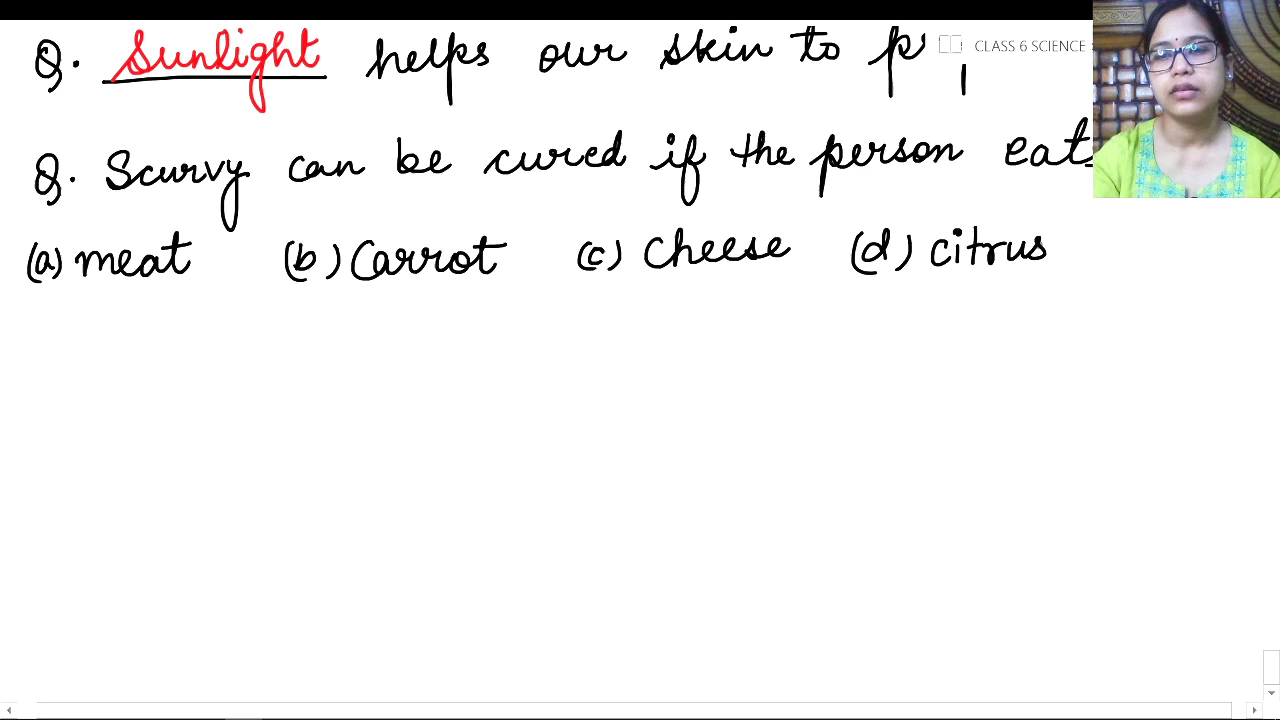 Q. Sunlight helps our skin to
CLASS 6 SCIENCE
Q. Scurvy can be cured if the person eats
(a) meat (b) Carrot (c) Cheese (d) citrus